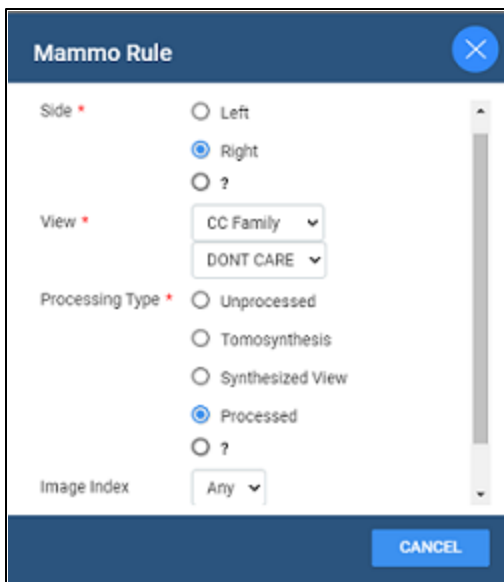 Mammo Rule
Side *
Left
Right
?
View *
CC Family
DONT CARE
Processing Type *
Unprocessed
Tomosynthesis
Synthesized View
Processed
?
Image Index
Any
CANCEL